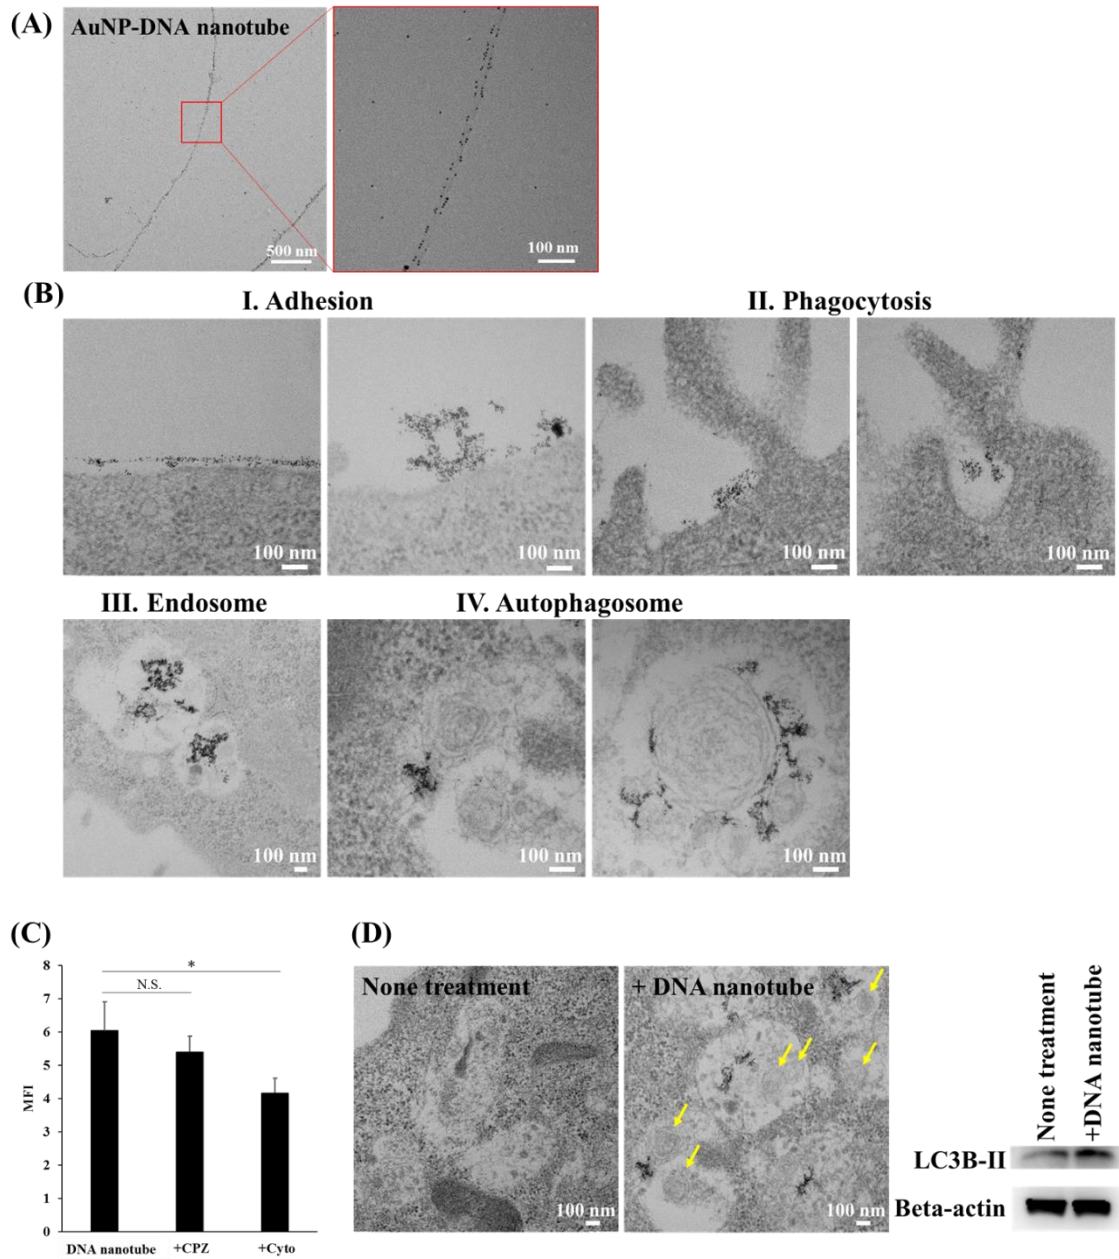 (A)
AuNP-DNA nanotube
500 nm
100 nm
(B)
I. Adhesion
II. Phagocytosis
100 nm
100 nm
100 nm
100 nm
III. Endosome
IV. Autophagosome
100 nm
100 nm
100 nm
(C)
8
7
6
5
4
3
2
1
0
MFI
*
N.S.
DNA nanotube
+CPZ
+Cyto
(D)
None treatment
+ DNA nanotube
100 nm
100 nm
None treatment
+DNA nanotube
LC3B-II
Beta-actin